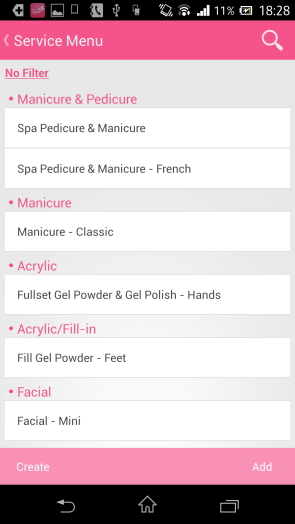 11% 18:28
Service Menu
No Filter
• Manicure & Pedicure
Spa Pedicure & Manicure
Spa Pedicure & Manicure - French
• Manicure
Manicure - Classic
• Acrylic
Fullset Gel Powder & Gel Polish - Hands
• Acrylic/Fill-in
Fill Gel Powder - Feet
• Facial
Facial - Mini
Create Add